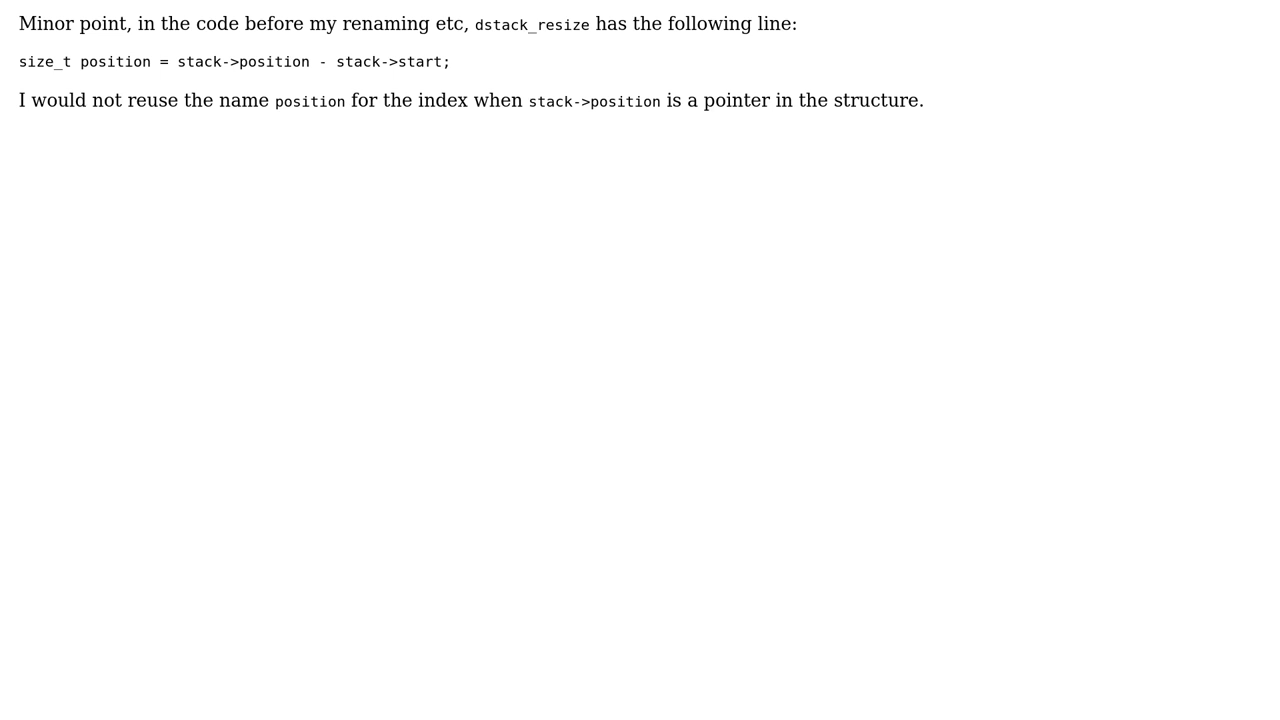 Minor point, in the code before my renaming etc, dstack_resize has the following line:
size_t position = stack->position - stack->start;
I would not reuse the name position for the index when stack->position is a pointer in the structure.